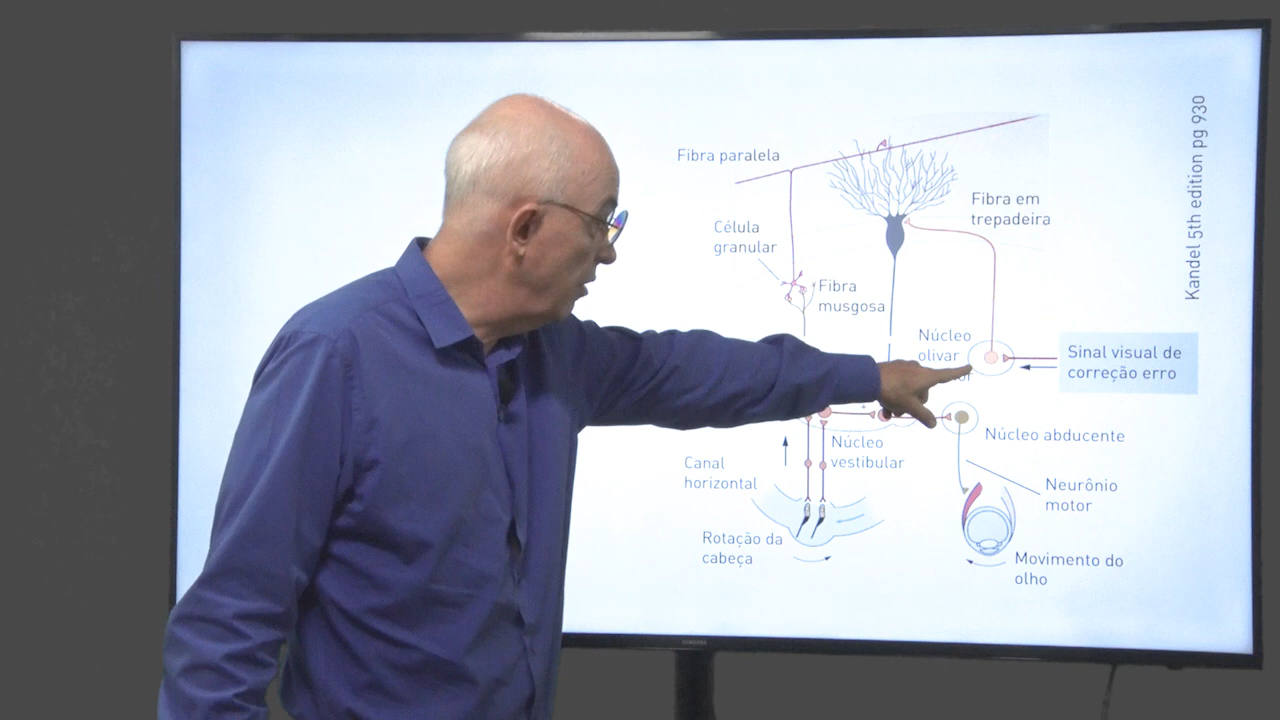 Fibra paralela
Fibra em
trepadeira
Célula
granular
Fibra
musgosa
Núcleo
olivar
Sinal visual de
correção erro
Núcleo abducente
Núcleo
vestibular
Canal
horizontal
Neurônio
motor
Rotação da
cabeça
Movimento do
olho
Kandel 5th edition pg 930
SAMSUNG